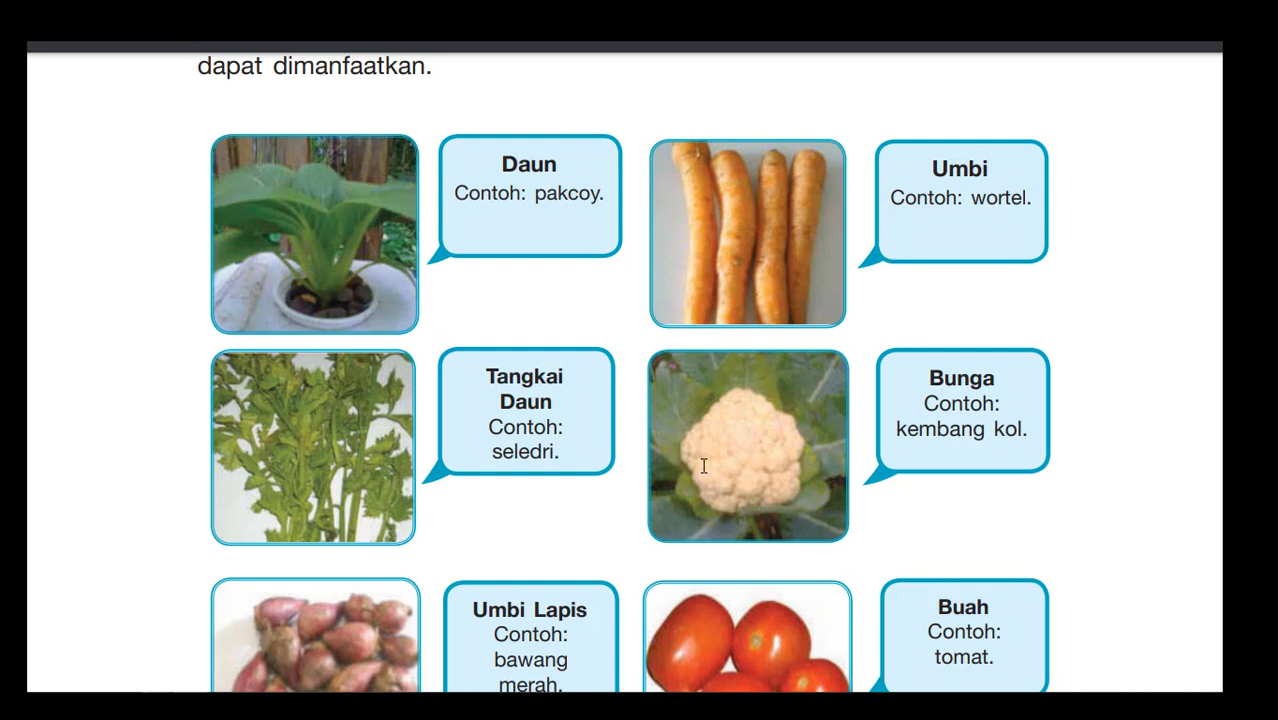 dapat dimanfaatkan.
Daun
Contoh: pakcoy.
Umbi
Contoh: wortel.
Tangkai
Daun
Contoh:
seledri.
Bunga
Contoh:
kembang kol.
Umbi Lapis
Contoh:
bawang
merah.
Buah
Contoh:
tomat.